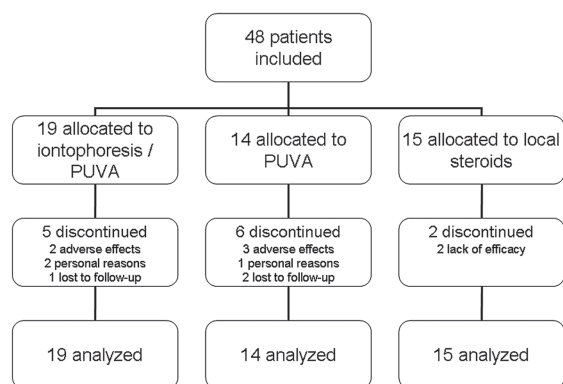 48 patients
included
19 allocated to
iontophoresis /
PUVA
14 allocated to
PUVA
15 allocated to local
steroids
5 discontinued
2 adverse effects
2 personal reasons
1 lost to follow-up
6 discontinued
3 adverse effects
1 personal reasons
2 lost to follow-up
2 discontinued
2 lack of efficacy
19 analyzed
14 analyzed
15 analyzed